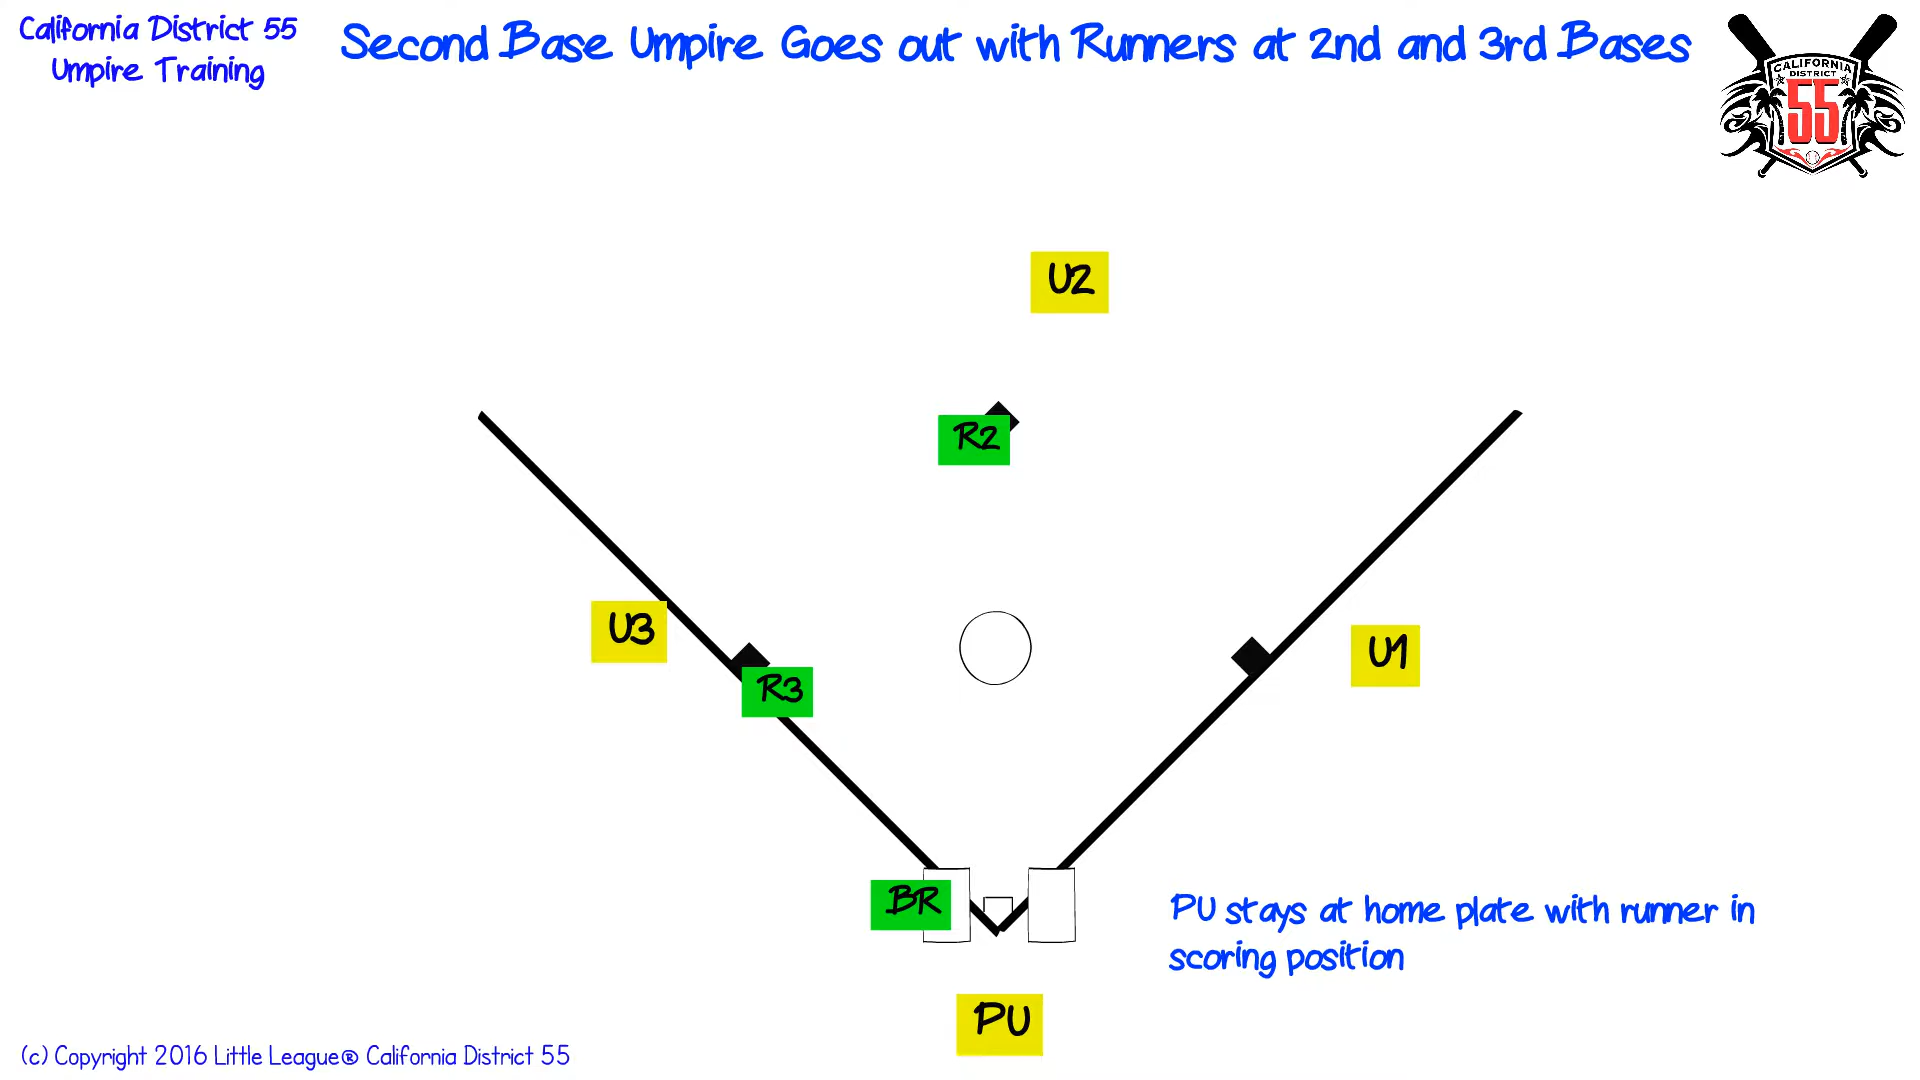 California District 55
Umpire Training
Second Base Umpire Goes out with Runners at 2nd and 3rd Bases
CALIFORNIA
DISTRICT
55
U2
R2
U3
U1
R3
BR
PU stays at home plate with runner in
scoring position
PU
(c) Copyright 2016 Little League® California District 55